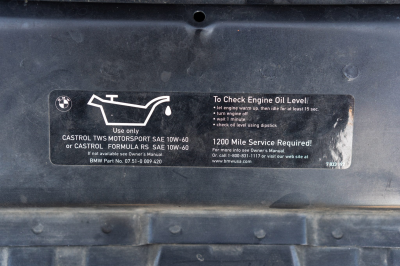 Use only
CASTROL TWS MOTORSPORT SAE 10W-60
or CASTROL FORMULA RS SAE 10W-60
If not available see Owner's Manual.
BMW Part No. 07 51-0 009 420
To Check Engine Oil Level:
• let engine warm up, then idle for at least 15 sec.
• turn engine off
• wait 1 minute
• check oil level using dipstick
1200 Mile Service Required!
For more info see Owner's Manual.
Or, call 1-800-831-1117 or visit our web site at
www.bmwusa.com